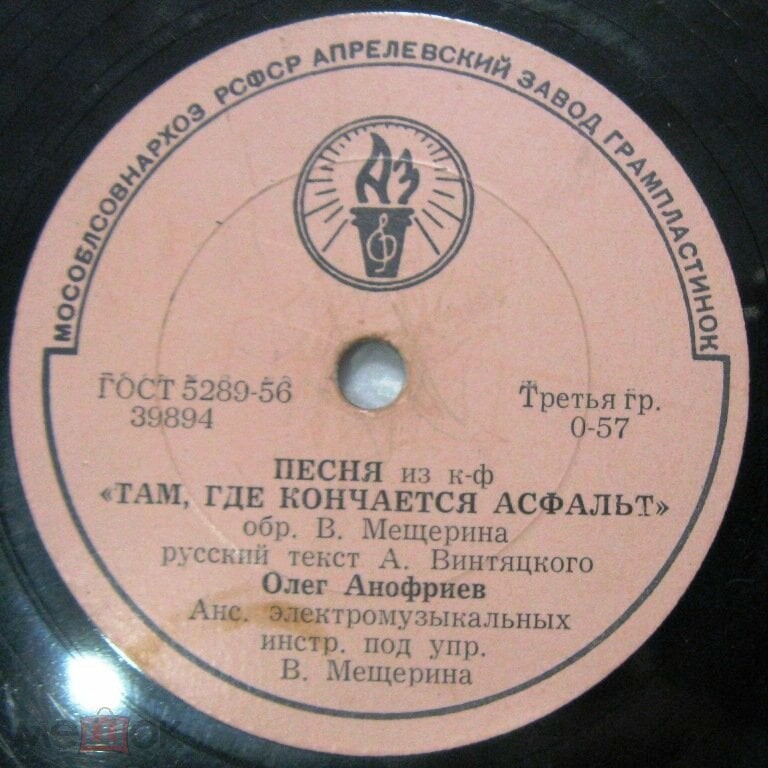 МОСОБЛСОВНАРХОЗ РСФСР АПРЕЛЕВСКИЙ ЗАВОД ГРАМПЛАСТИНОК
АЗ
ГОСТ 5289-56
39894
Третья гр.
0-57
ПЕСНЯ из к-ф
«ТАМ, ГДЕ КОНЧАЕТСЯ АСФАЛЬТ»
обр. В. Мещерина
русский текст А. Винтяцкого
Олег Анофриев
Анс. электромузыкальных
инстр. под упр.
В. Мещерина